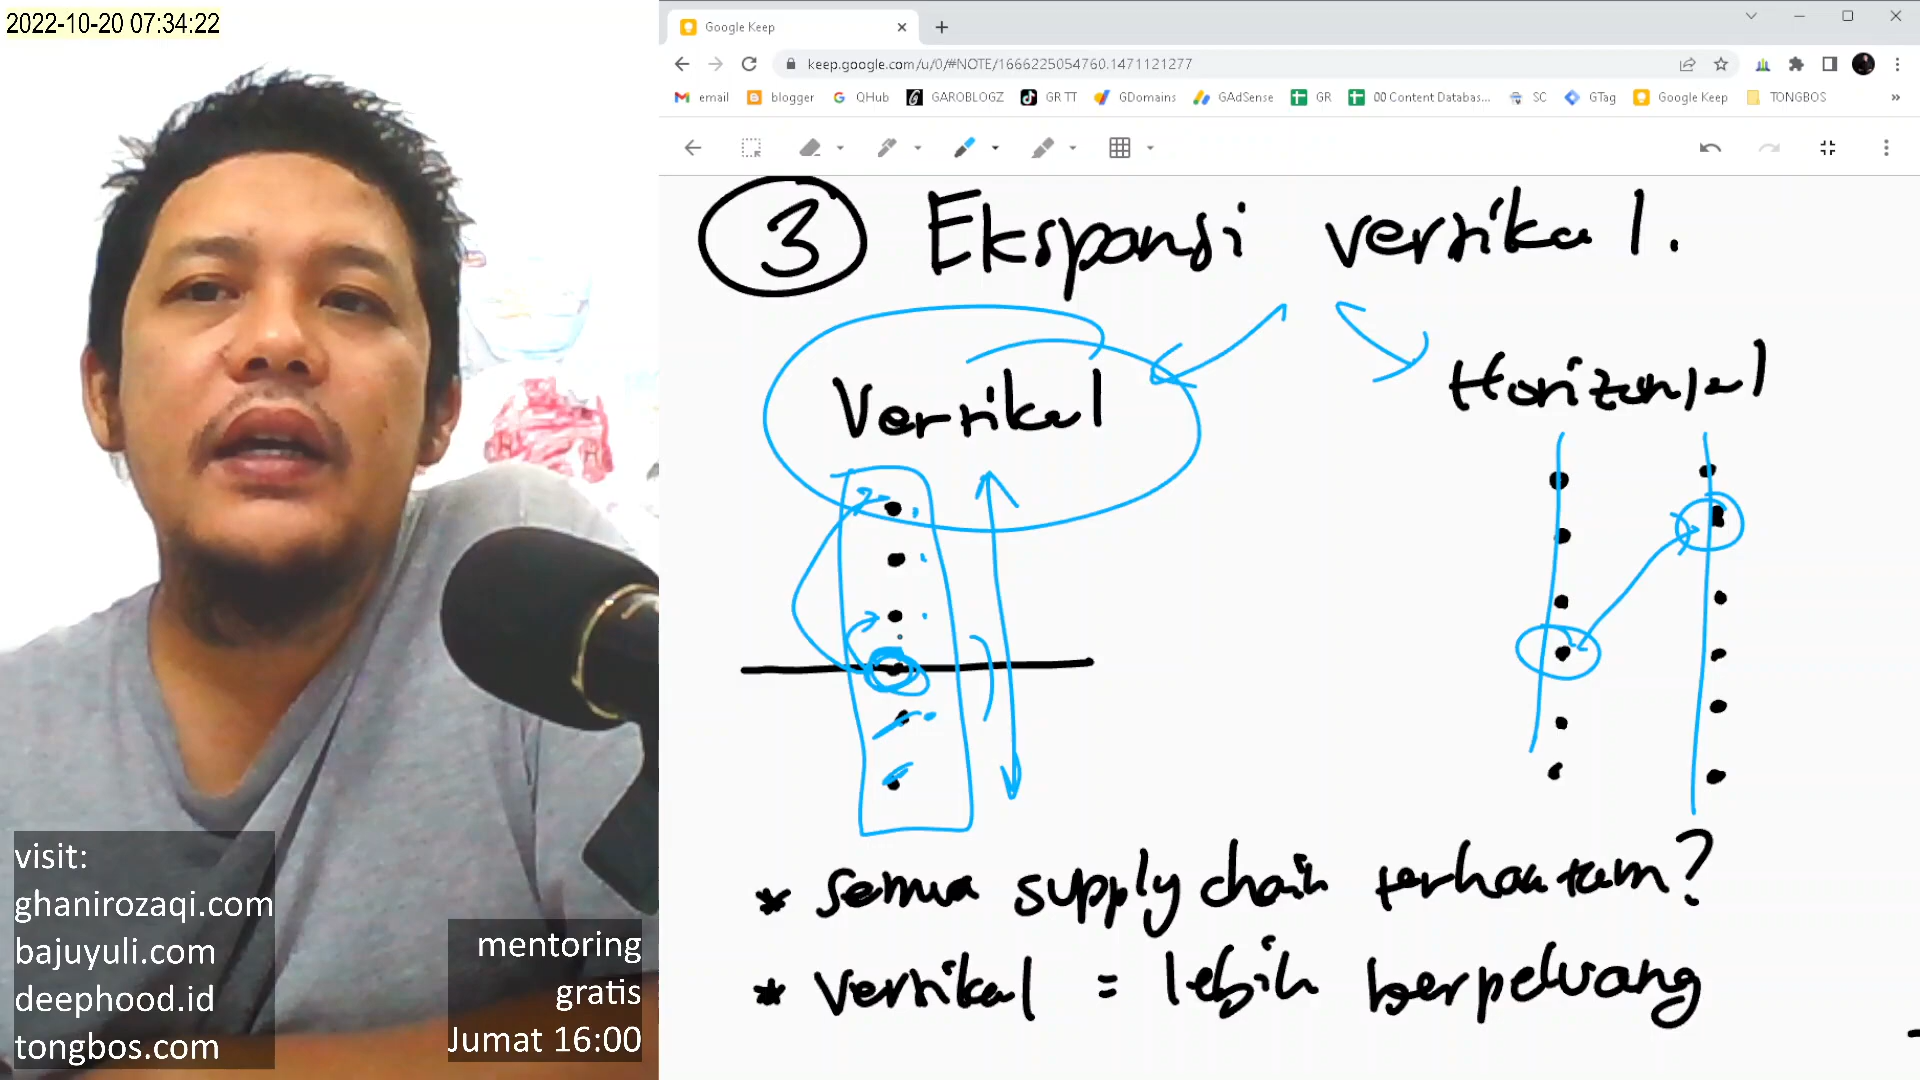 2022-10-20 07:34:22
Google Keep
keep.google.com/u/0/#NOTE/1666225054760.1471121277
email
blogger
QHub
GAROBLOGZ
GR TT
GDomains
GAdSense
GR
00 Content Databas...
SC
GTag
Google Keep
TONGBOS
»
3 Ekspansi vertikal.
Vertikal
Horizontal
* semua supply chain terhantam?
* vertikal = lebih berpeluang
visit:
ghanirozaqi.com
bajuyuli.com
deephood.id
tongbos.com
mentoring
gratis
Jumat 16:00